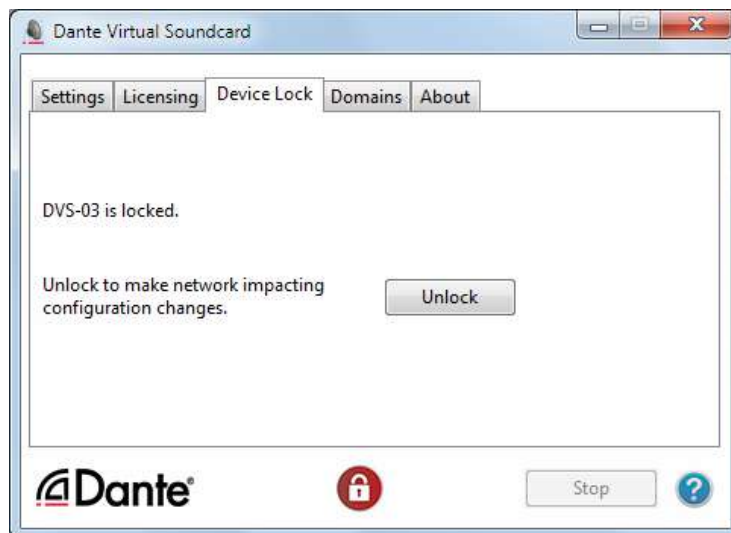 Dante Virtual Soundcard
Settings Licensing Device Lock Domains About
DVS-03 is locked.
Unlock to make network impacting
configuration changes.
Unlock
Dante®
Stop
?